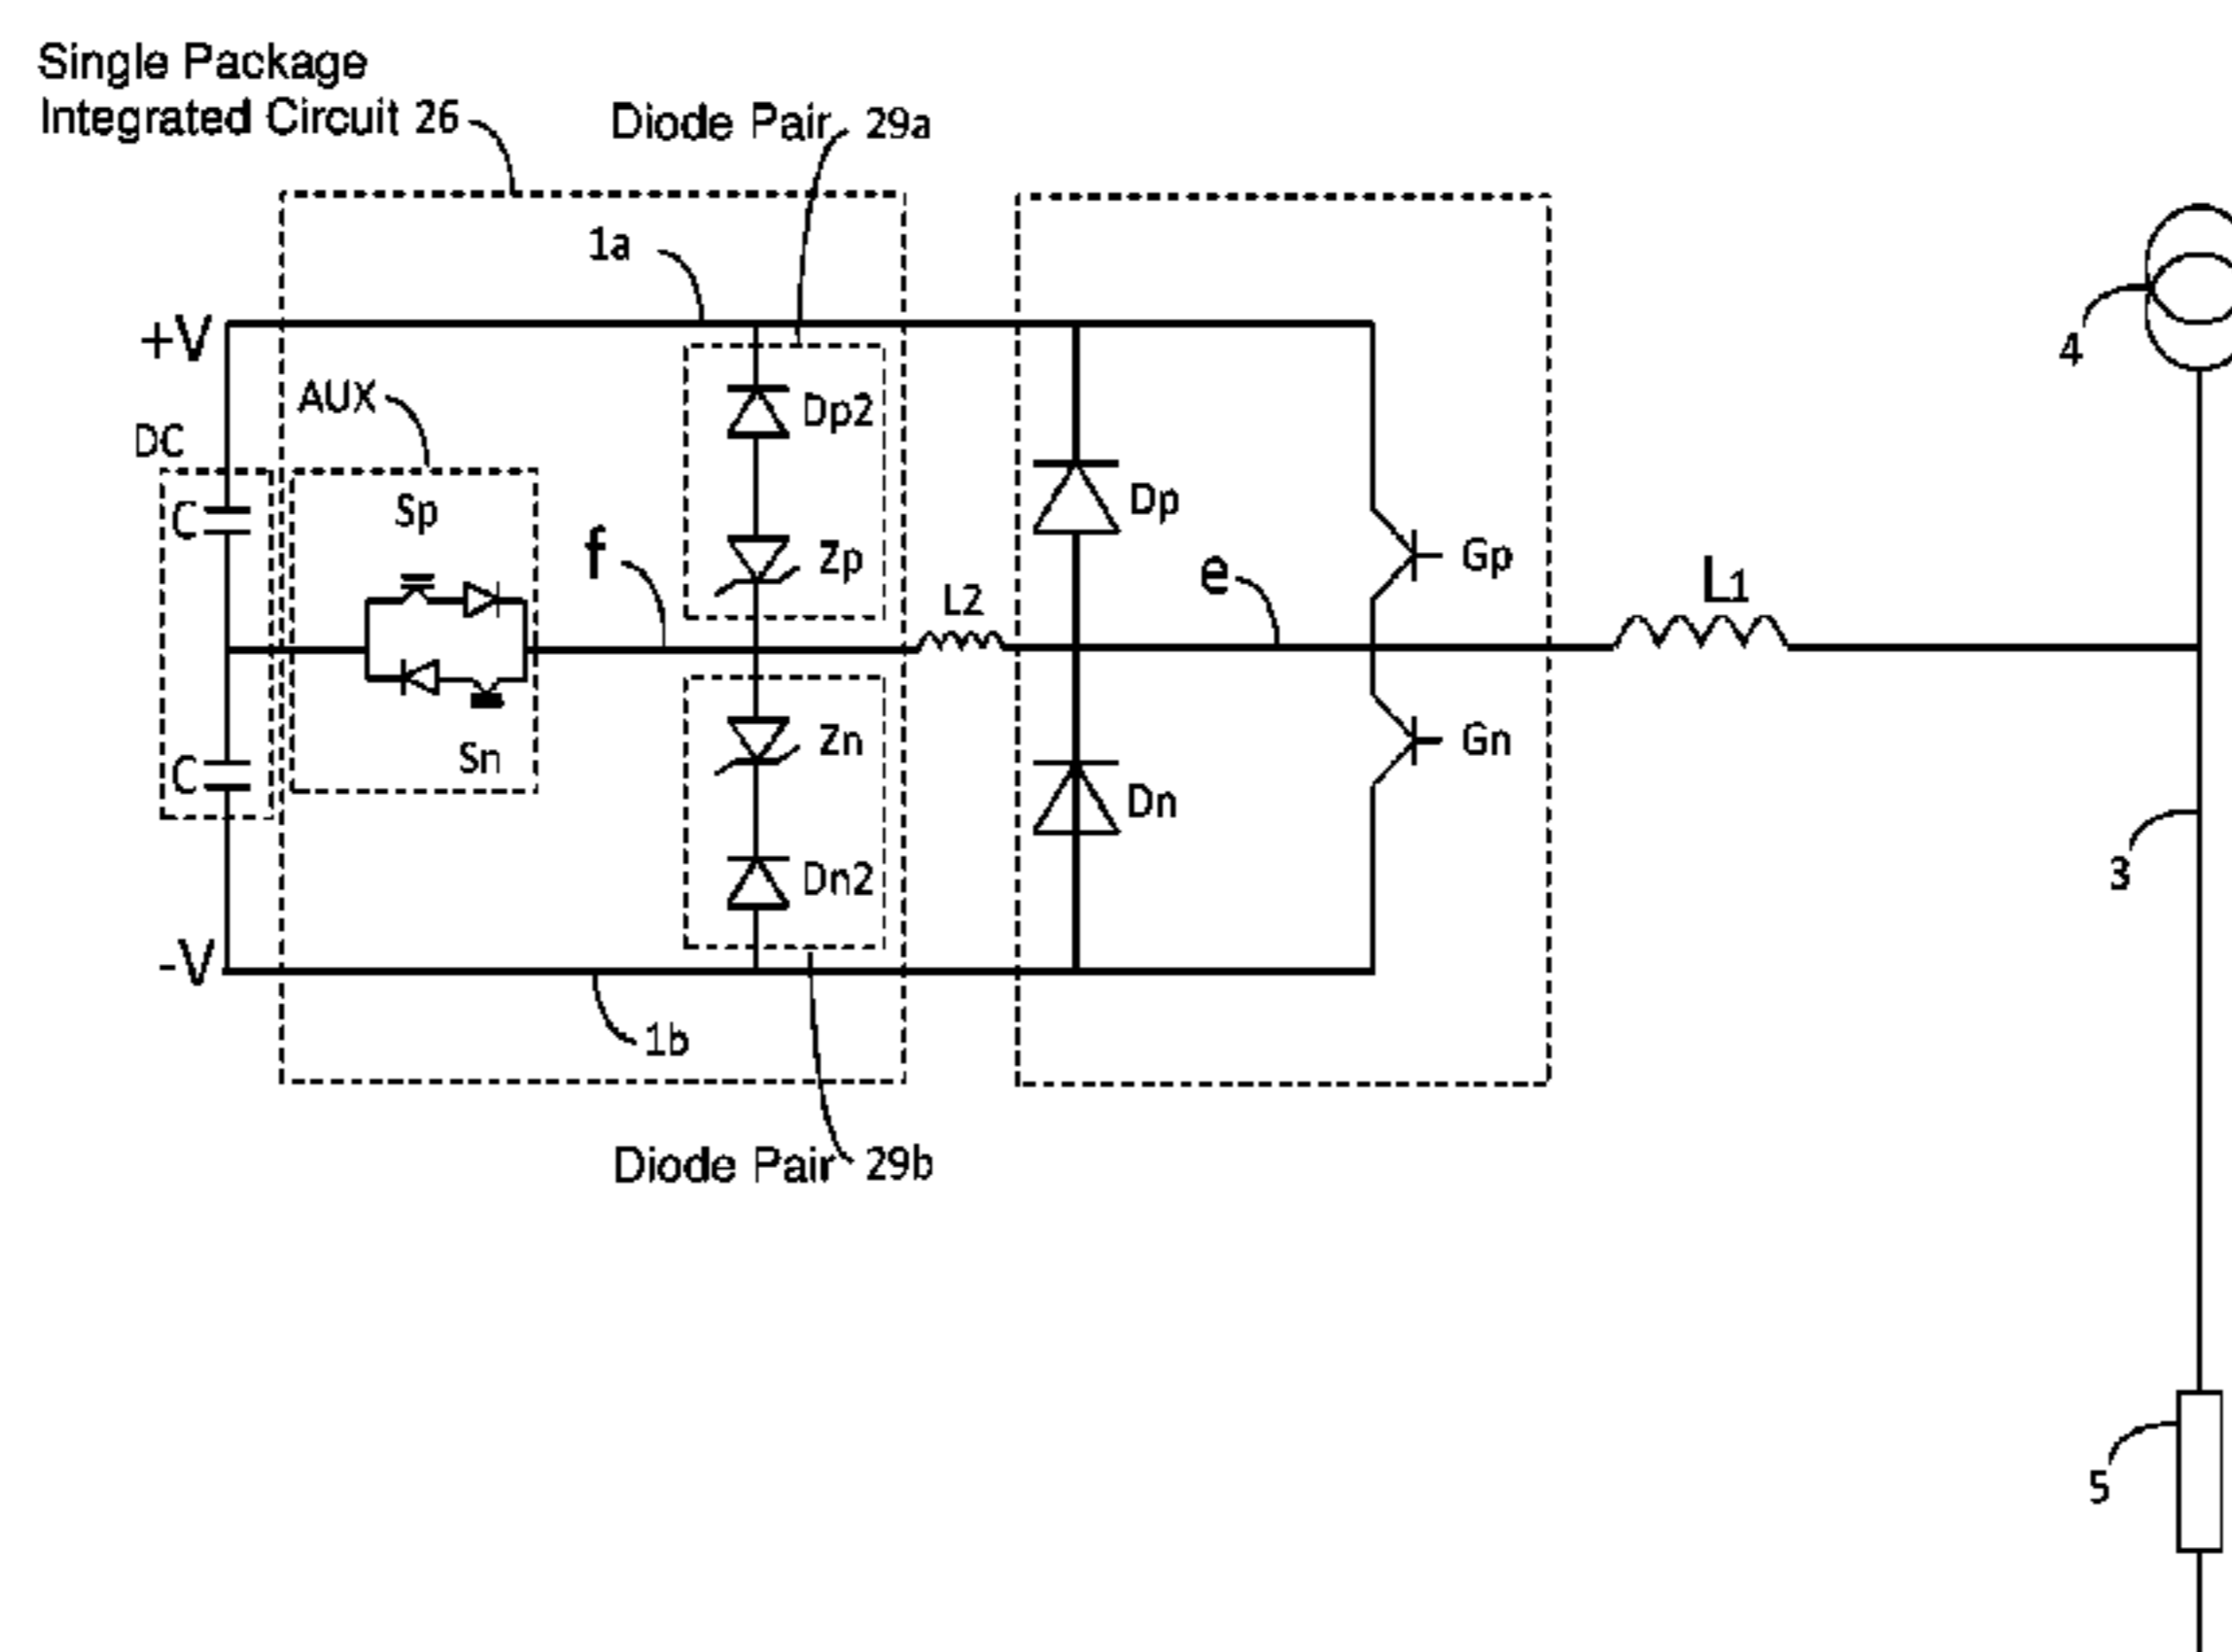 Single Package
Integrated Circuit 26
Diode Pair 29a
1a
+V
AUX
DC
Dp2
4
C
Sp
f
Zp
L2
Dp
e
Gp
L1
Zn
Gn
C
Sn
Dn2
Dn
3
-V
1b
Diode Pair 29b
5